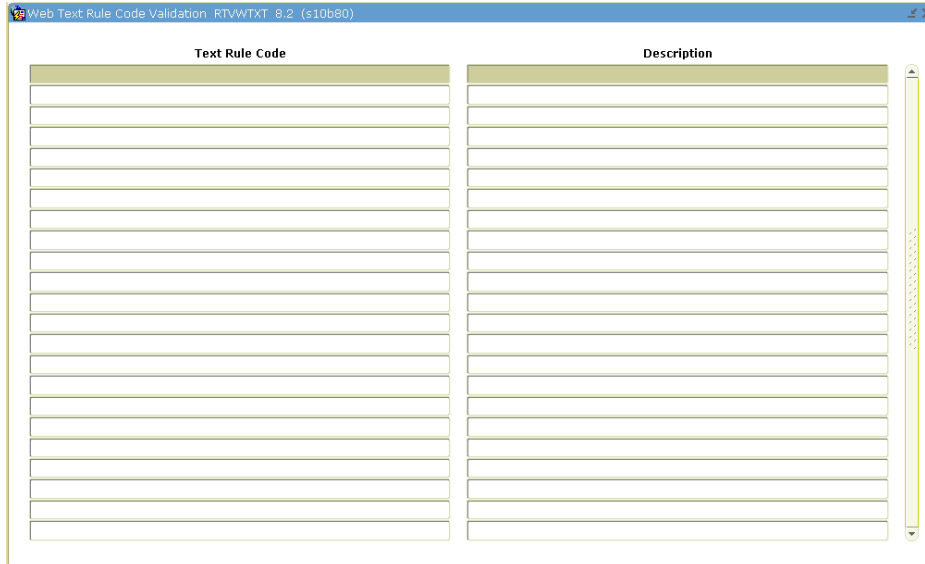 Web Text Rule Code Validation RTVWTXT 8.2 (s10b80)
Text Rule Code Description